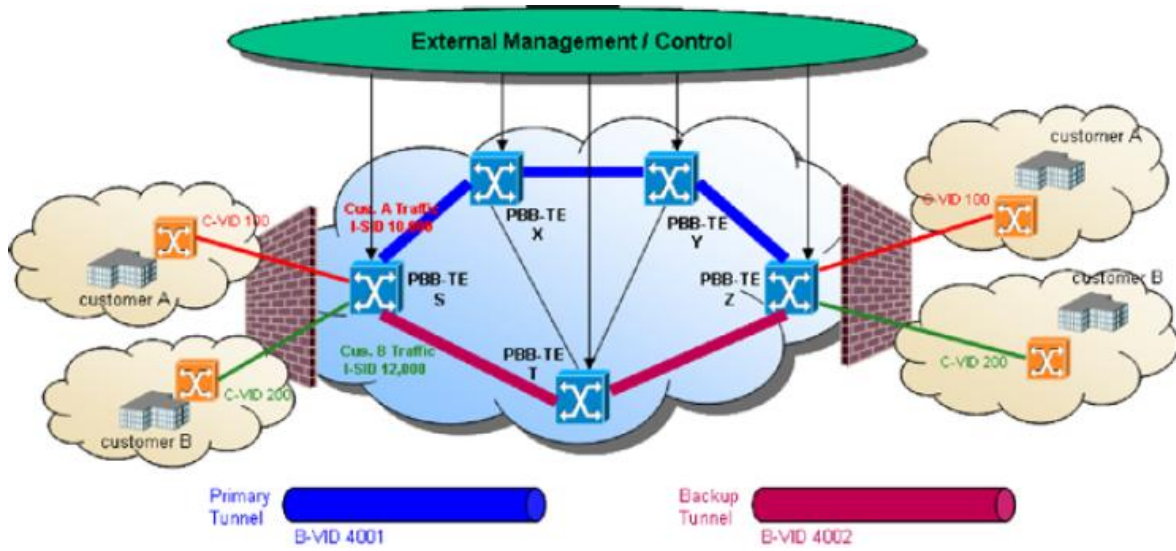 External Management / Control
customer A
C-VID 100
Cus. A Traffic
I-SID 10,000
PBB-TE
X
PBB-TE
Y
C-VID 100
customer A
PBB-TE
S
PBB-TE
Z
customer B
Cus. B Traffic
I-SID 12,000
PBB-TE
T
C-VID 200
C-VID 200
customer B
Primary
Tunnel
B-VID 4001
Backup
Tunnel
B-VID 4002